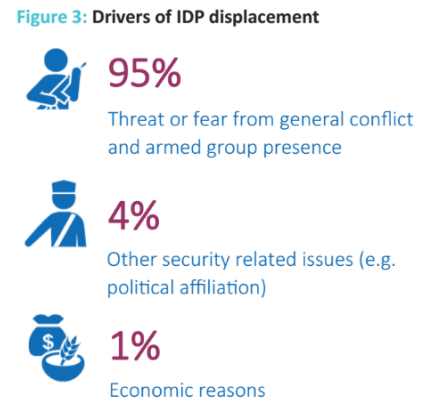 Figure 3: Drivers of IDP displacement
95%
Threat or fear from general conflict
and armed group presence
4%
Other security related issues (e.g.
political affiliation)
$
1%
Economic reasons